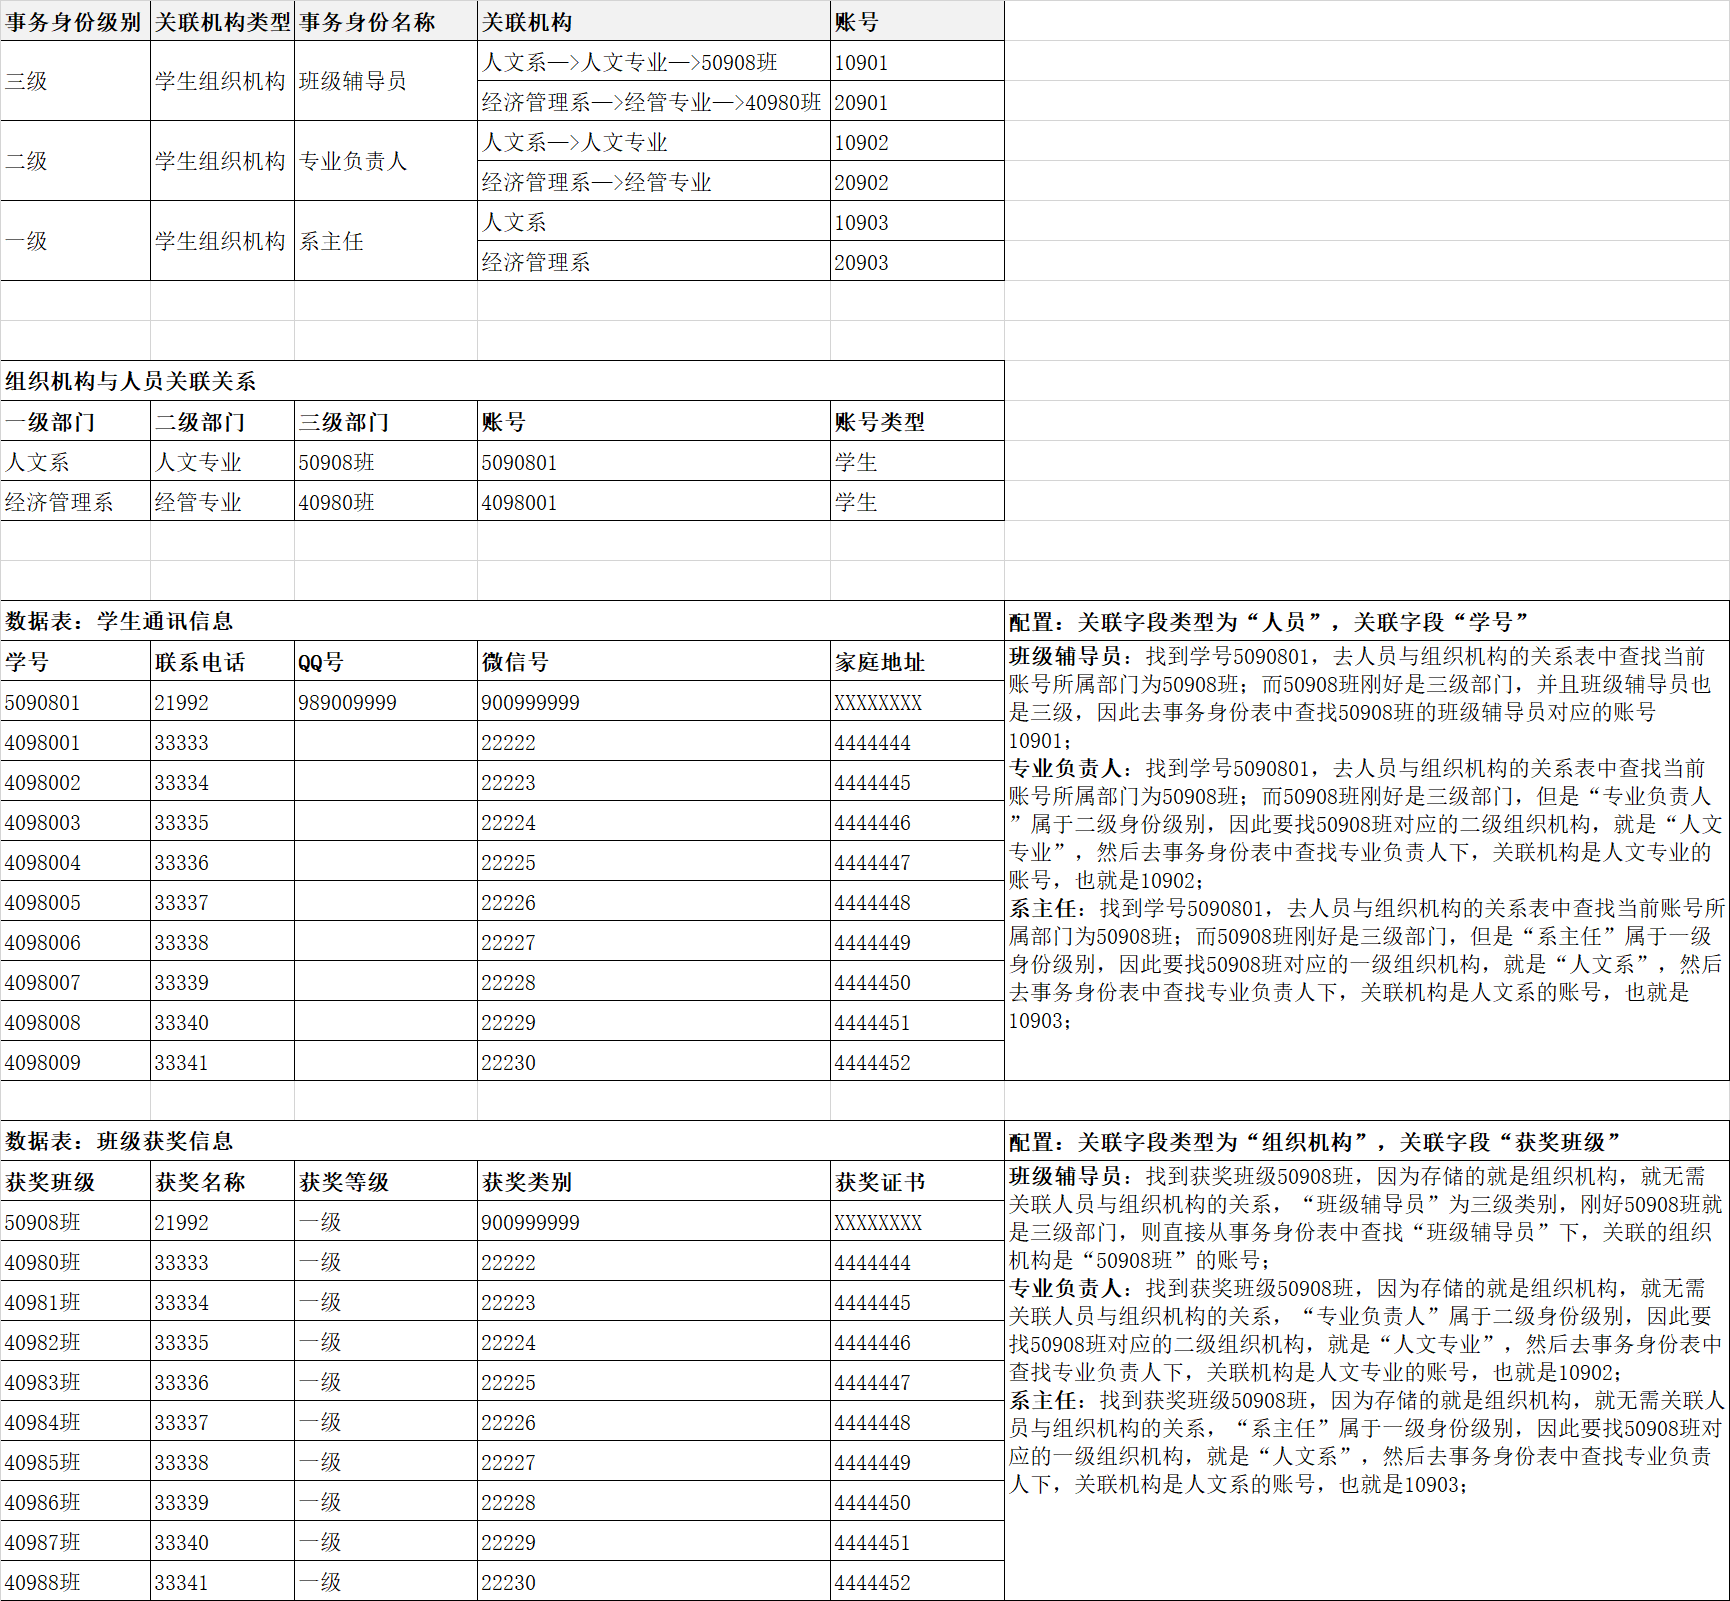 事务身份级别 关联机构类型 事务身份名称 关联机构 账号
三级 学生组织机构 班级辅导员 人文系—>人文专业—>50908班 10901
经济管理系—>经管专业—>40980班 20901
二级 学生组织机构 专业负责人 人文系—>人文专业 10902
经济管理系—>经管专业 20902
一级 学生组织机构 系主任 人文系 10903
经济管理系 20903
组织机构与人员关联关系
一级部门 二级部门 三级部门 账号 账号类型
人文系 人文专业 50908班 5090801 学生
经济管理系 经管专业 40980班 4098001 学生
数据表：学生通讯信息
学号 联系电话 QQ号 微信号 家庭地址
5090801 21992 989009999 900999999 XXXXXXXX
4098001 33333 22222 4444444
4098002 33334 22223 4444445
4098003 33335 22224 4444446
4098004 33336 22225 4444447
4098005 33337 22226 4444448
4098006 33338 22227 4444449
4098007 33339 22228 4444450
4098008 33340 22229 4444451
4098009 33341 22230 4444452
配置：关联字段类型为“人员”，关联字段“学号”
班级辅导员：找到学号5090801，去人员与组织机构的关系表中查找当前
账号所属部门为50908班；而50908班刚好是三级部门，并且班级辅导员也
是三级，因此去事务身份表中查找50908班的班级辅导员对应的账号
10901；
专业负责人：找到学号5090801，去人员与组织机构的关系表中查找当前
账号所属部门为50908班；而50908班刚好是三级部门，但是“专业负责人
”属于二级身份级别，因此要找50908班对应的二级组织机构，就是“人文
专业”，然后去事务身份表中查找专业负责人下，关联机构是人文专业的
账号，也就是10902；
系主任：找到学号5090801，去人员与组织机构的关系表中查找当前账号所
属部门为50908班；而50908班刚好是三级部门，但是“系主任”属于一级
身份级别，因此要找50908班对应的一级组织机构，就是“人文系”，然后
去事务身份表中查找专业负责人下，关联机构是人文系的账号，也就是
10903；
数据表：班级获奖信息
获奖班级 获奖名称 获奖等级 获奖类别 获奖证书
50908班 21992 一级 900999999 XXXXXXXX
40980班 33333 一级 22222 4444444
40981班 33334 一级 22223 4444445
40982班 33335 一级 22224 4444446
40983班 33336 一级 22225 4444447
40984班 33337 一级 22226 4444448
40985班 33338 一级 22227 4444449
40986班 33339 一级 22228 4444450
40987班 33340 一级 22229 4444451
40988班 33341 一级 22230 4444452
配置：关联字段类型为“组织机构”，关联字段“获奖班级”
班级辅导员：找到获奖班级50908班，因为存储的就是组织机构，就无需
关联人员与组织机构的关系，“班级辅导员”为三级类别，刚好50908班就
是三级部门，则直接从事务身份表中查找“班级辅导员”下，关联的组织
机构是“50908班”的账号；
专业负责人：找到获奖班级50908班，因为存储的就是组织机构，就无需
关联人员与组织机构的关系，“专业负责人”属于二级身份级别，因此要
找50908班对应的二级组织机构，就是“人文专业”，然后去事务身份表中
查找专业负责人下，关联机构是人文专业的账号，也就是10902；
系主任：找到获奖班级50908班，因为存储的就是组织机构，就无需关联人
员与组织机构的关系，“系主任”属于一级身份级别，因此要找50908班对
应的一级组织机构，就是“人文系”，然后去事务身份表中查找专业负责
人下，关联机构是人文系的账号，也就是10903；